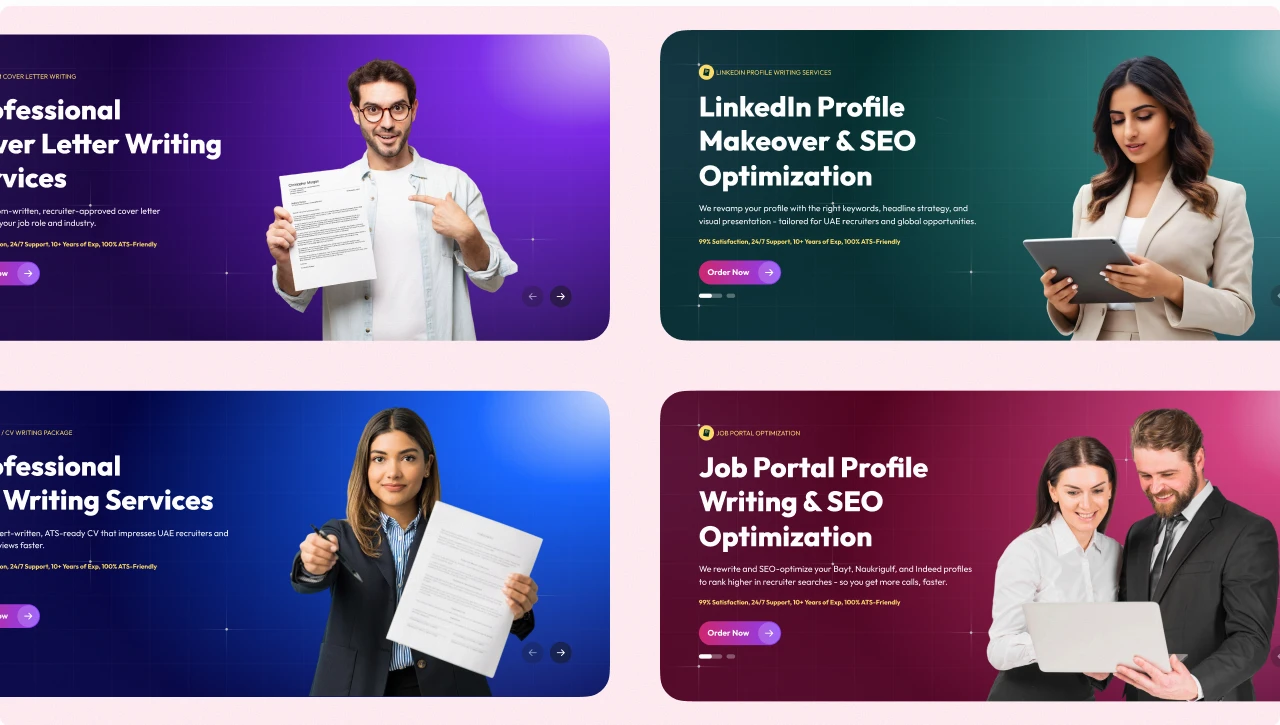 M COVER LETTER WRITING
ofessional
ver Letter Writing
rvices
om-written, recruiter-approved cover letter
your job role and industry.
on, 24/7 Support, 10+ Years of Exp, 100% ATS-Friendly
ow
LINKEDIN PROFILE WRITING SERVICES
LinkedIn Profile
Makeover & SEO
Optimization
We revamp your profile with the right keywords, headline strategy, and
visual presentation - tailored for UAE recruiters and global opportunities.
99% Satisfaction, 24/7 Support, 10+ Years of Exp, 100% ATS-Friendly
Order Now
/ CV WRITING PACKAGE
ofessional
Writing Services
ert-written, ATS-ready CV that impresses UAE recruiters and
views faster.
on, 24/7 Support, 10+ Years of Exp, 100% ATS-Friendly
ow
JOB PORTAL OPTIMIZATION
Job Portal Profile
Writing & SEO
Optimization
We rewrite and SEO-optimize your Bayt, Naukrigulf, and Indeed profiles
to rank higher in recruiter searches - so you get more calls, faster.
99% Satisfaction, 24/7 Support, 10+ Years of Exp, 100% ATS-Friendly
Order Now